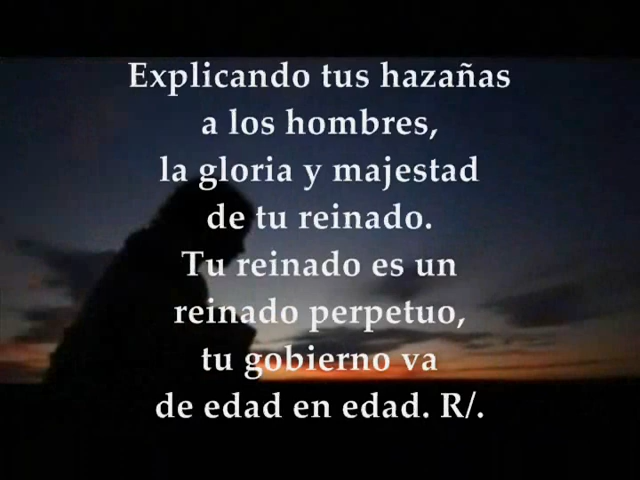 Explicando tus hazañas
a los hombres,
la gloria y majestad
de tu reinado.
Tu reinado es un
reinado perpetuo,
tu gobierno va
de edad en edad. R/.